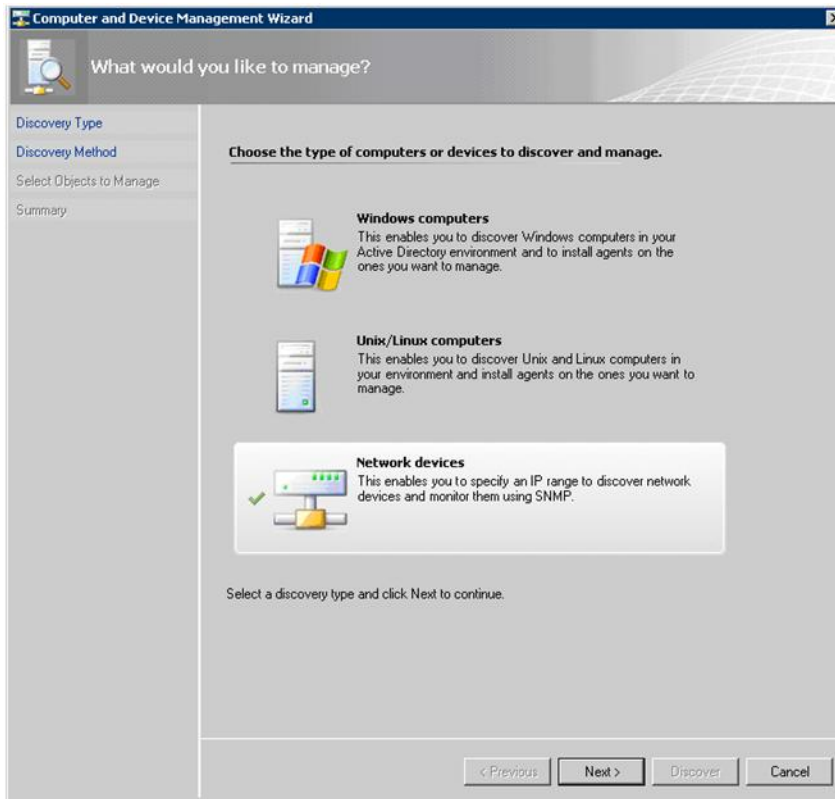 Computer and Device Management Wizard
What would you like to manage?
Discovery Type
Discovery Method
Select Objects to Manage
Summary
Choose the type of computers or devices to discover and manage.
Windows computers
This enables you to discover Windows computers in your
Active Directory environment and to install agents on the
ones you want to manage.
Unix/Linux computers
This enables you to discover Unix and Linux computers in
your environment and install agents on the ones you want to
manage.
Network devices
This enables you to specify an IP range to discover network
devices and monitor them using SNMP.
Select a discovery type and click Next to continue.
< Previous
Next >
Discover
Cancel